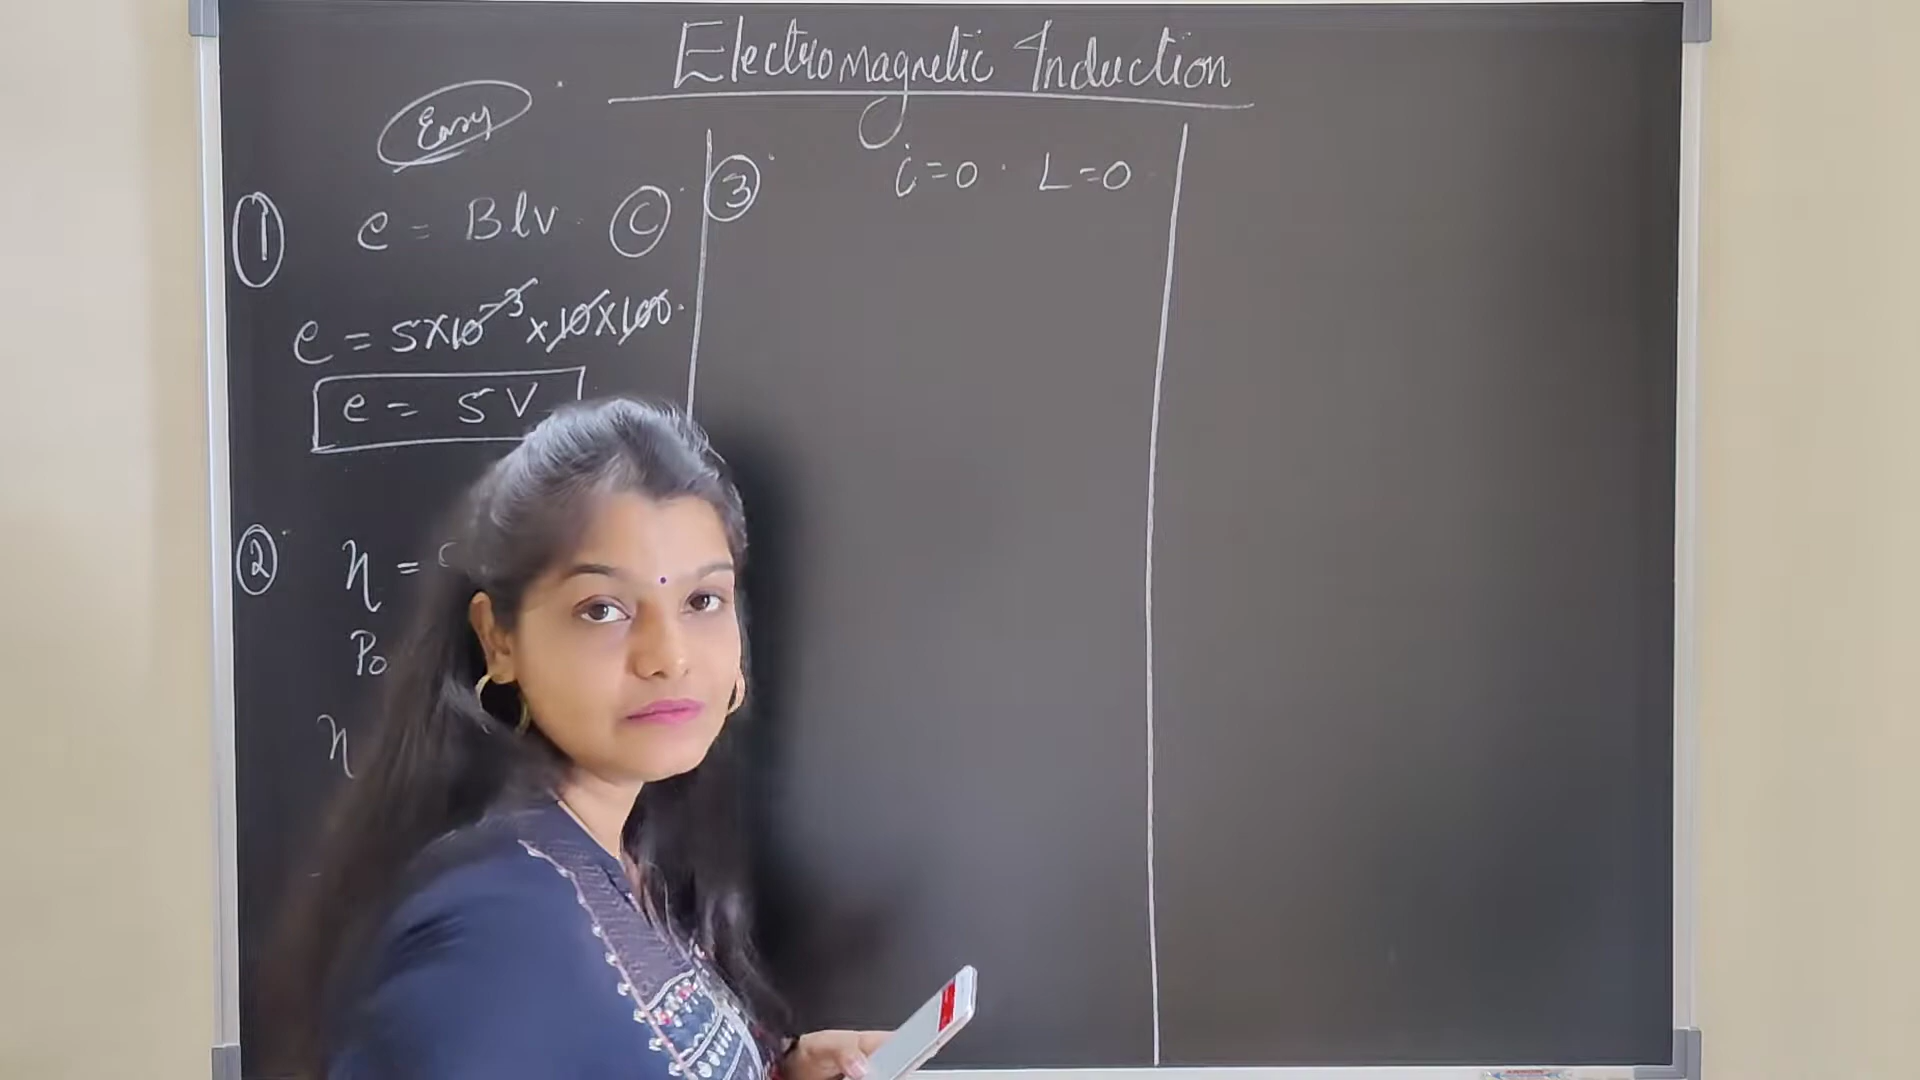 Electromagnetic Induction
Easy
① e = Blv (C)
e = 5×10⁻³×10×100
e = 5V
② η =
Po
η
③ i=0 L=0